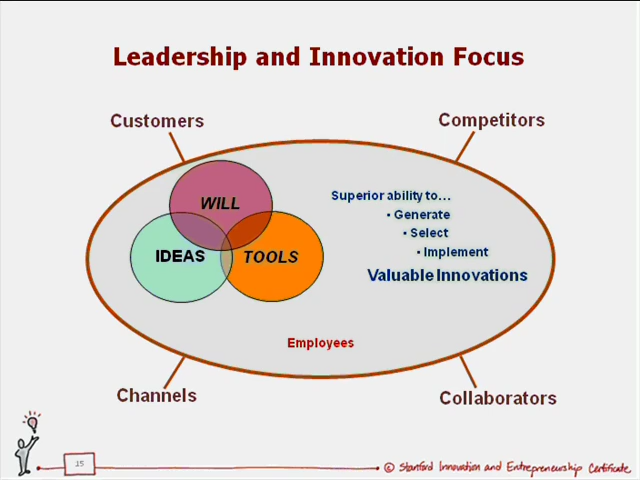 Leadership and Innovation Focus
Customers
Competitors
WILL
IDEAS
TOOLS
Superior ability to...
• Generate
• Select
• Implement
Valuable Innovations
Employees
Channels
Collaborators
15
© Stanford Innovation and Entrepreneurship Certificate